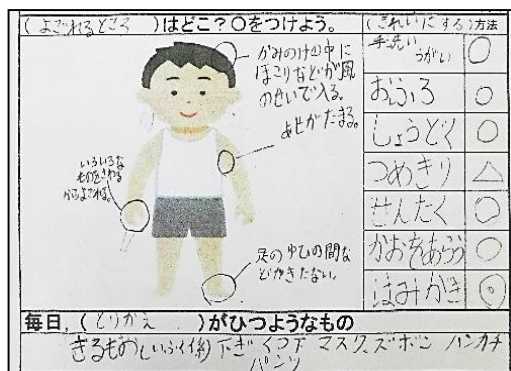 (よごれるところ)はどこ?○をつけよう。
かみのけの中に
ほこりなどが風
のせいで入る。
あせがたまる。
いろいろな
ものをさわる
からよごれる。
足のゆびの間な
どがきたない。
(きれいにする)方法
手洗い うがい ○
おふろ ○
しょうどく ○
つめきり △
せんたく ○
かおをあらう ○
はみがき ◎
毎日,(とりかえ)がひつようなもの
きるもの 下ぎ くつ下 マスク ズボン ハンカチ
パンツ